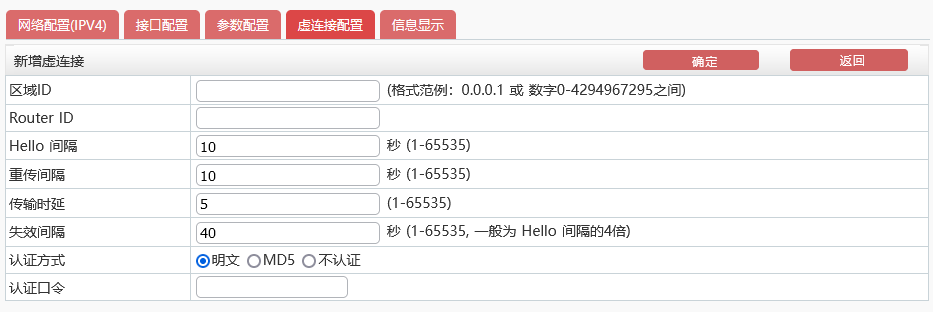 网络配置(IPV4) 接口配置 参数配置 虚连接配置 信息显示
新增虚连接 确定 返回
区域ID (格式范例：0.0.0.1 或 数字0-4294967295之间)
Router ID
Hello 间隔 10 秒 (1-65535)
重传间隔 10 秒 (1-65535)
传输时延 5 (1-65535)
失效间隔 40 秒 (1-65535, 一般为 Hello 间隔的4倍)
认证方式 明文 MD5 不认证
认证口令